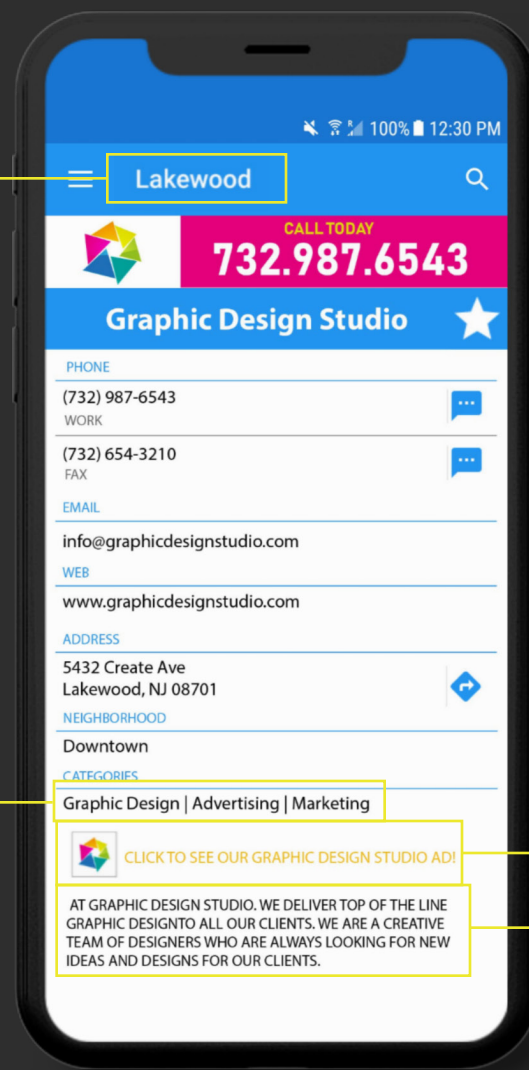 100% 12:30 PM
Lakewood
CALL TODAY
732.987.6543
Graphic Design Studio
PHONE
(732) 987-6543
WORK
(732) 654-3210
FAX
EMAIL
info@graphicdesignstudio.com
WEB
www.graphicdesignstudio.com
ADDRESS
5432 Create Ave
Lakewood, NJ 08701
NEIGHBORHOOD
Downtown
CATEGORIES
Graphic Design | Advertising | Marketing
CLICK TO SEE OUR GRAPHIC DESIGN STUDIO AD!
AT GRAPHIC DESIGN STUDIO. WE DELIVER TOP OF THE LINE
GRAPHIC DESIGNTO ALL OUR CLIENTS. WE ARE A CREATIVE
TEAM OF DESIGNERS WHO ARE ALWAYS LOOKING FOR NEW
IDEAS AND DESIGNS FOR OUR CLIENTS.